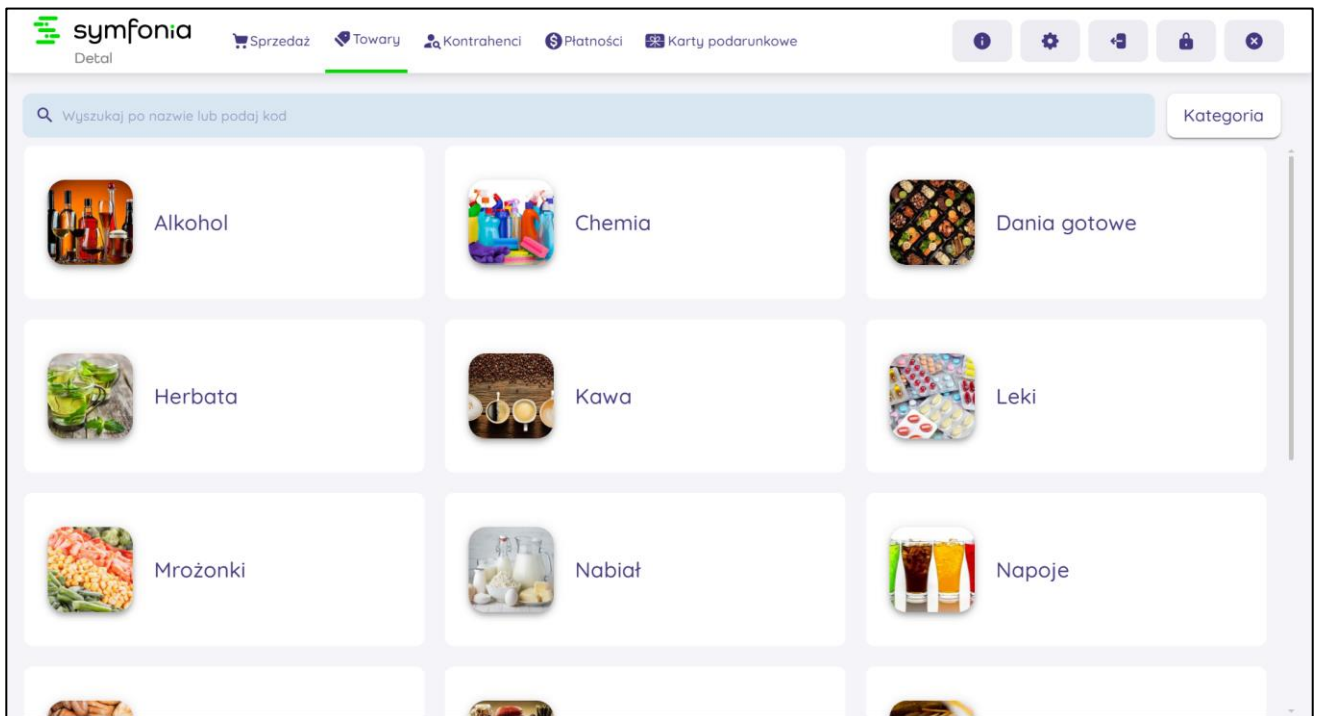 symfonia
Detal
Sprzedaż Towary Kontrahenci Płatności Karty podarunkowe
Wyszukaj po nazwie lub podaj kod
Kategoria
Alkohol Chemia Dania gotowe
Herbata Kawa Leki
Mrożonki Nabiał Napoje